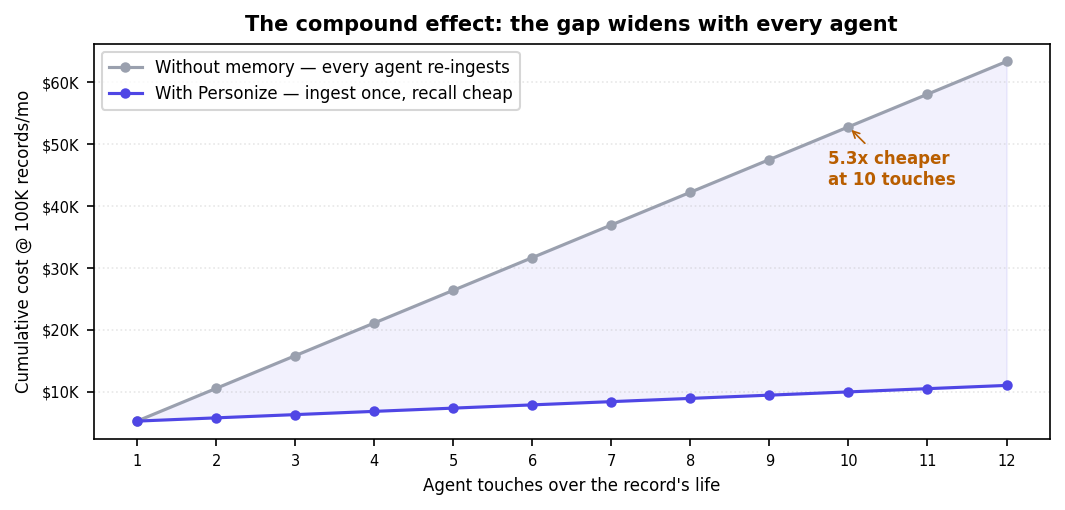 The compound effect: the gap widens with every agent
Without memory — every agent re-ingests
With Personize — ingest once, recall cheap
Cumulative cost @ 100K records/mo
$60K
$50K
$40K
$30K
$20K
$10K
5.3x cheaper
at 10 touches
1 2 3 4 5 6 7 8 9 10 11 12
Agent touches over the record's life